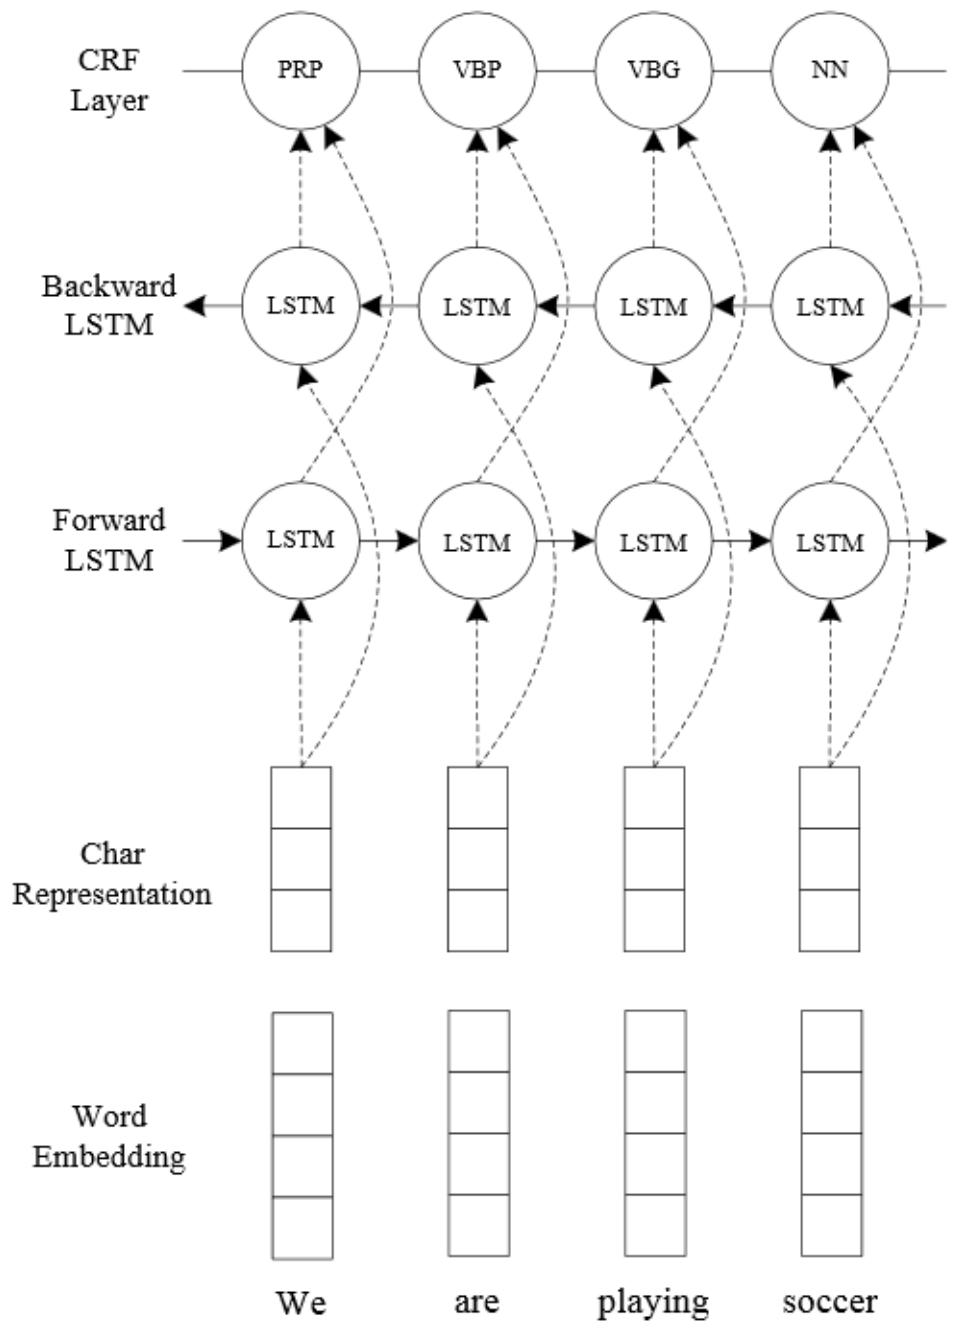 CRF
Layer
PRP
VBP
VBG
NN
Backward
LSTM
LSTM
LSTM
LSTM
LSTM
Forward
LSTM
LSTM
LSTM
LSTM
LSTM
Char
Representation
Word
Embedding
We
are
playing
soccer